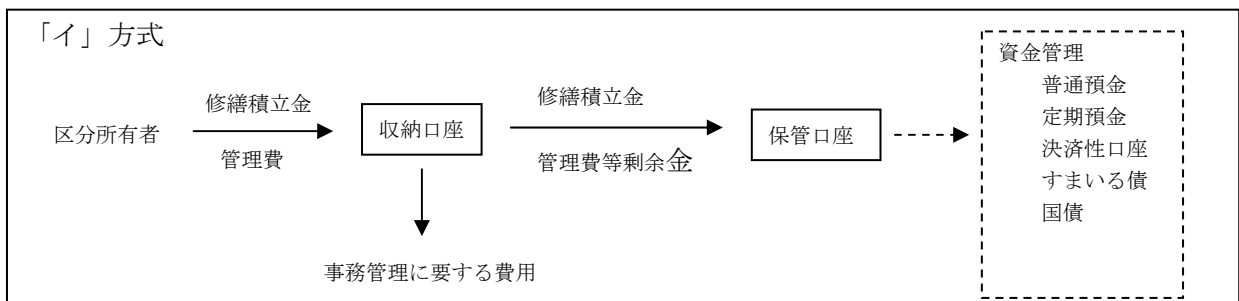 「イ」方式
区分所有者
修繕積立金
管理費
収納口座
事務管理に要する費用
修繕積立金
管理費等剰余金
保管口座
資金管理
普通預金
定期預金
決済性口座
すまいる債
国債